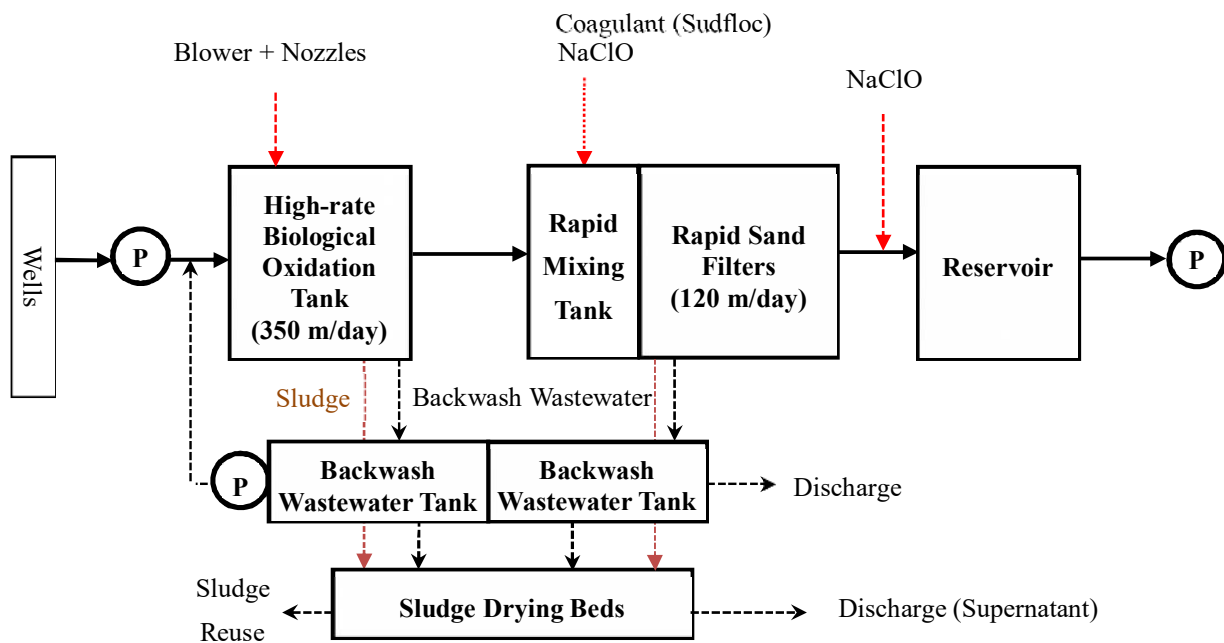 Coagulant (Sudfloc)
Blower + Nozzles
NaClO
NaClO
Wells
P
High-rate
Biological
Oxidation
Tank
(350 m/day)
Rapid
Mixing
Tank
Rapid Sand
Filters
(120 m/day)
Reservoir
P
Sludge
Backwash Wastewater
P
Backwash
Wastewater Tank
Backwash
Wastewater Tank
Discharge
Sludge
Reuse
Sludge Drying Beds
Discharge (Supernatant)